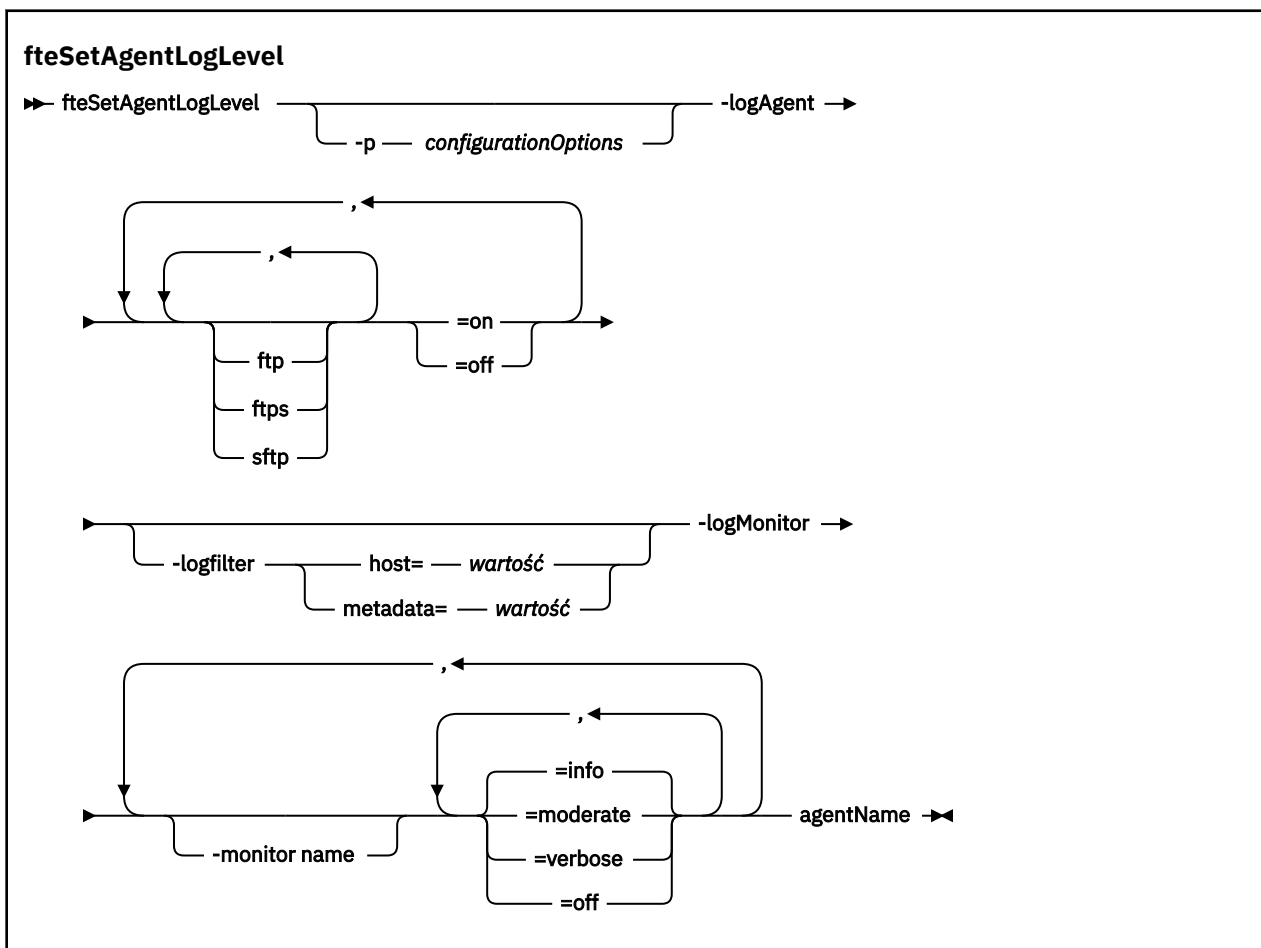 fteSetAgentLogLevel
fteSetAgentLogLevel -logAgent
-p configurationOptions
,
,
=on
ftp =off
ftps
sftp
-logMonitor
-logfilter host= wartość
metadata= wartość
,
,
=info
=moderate agentName
-monitor name =verbose
=off